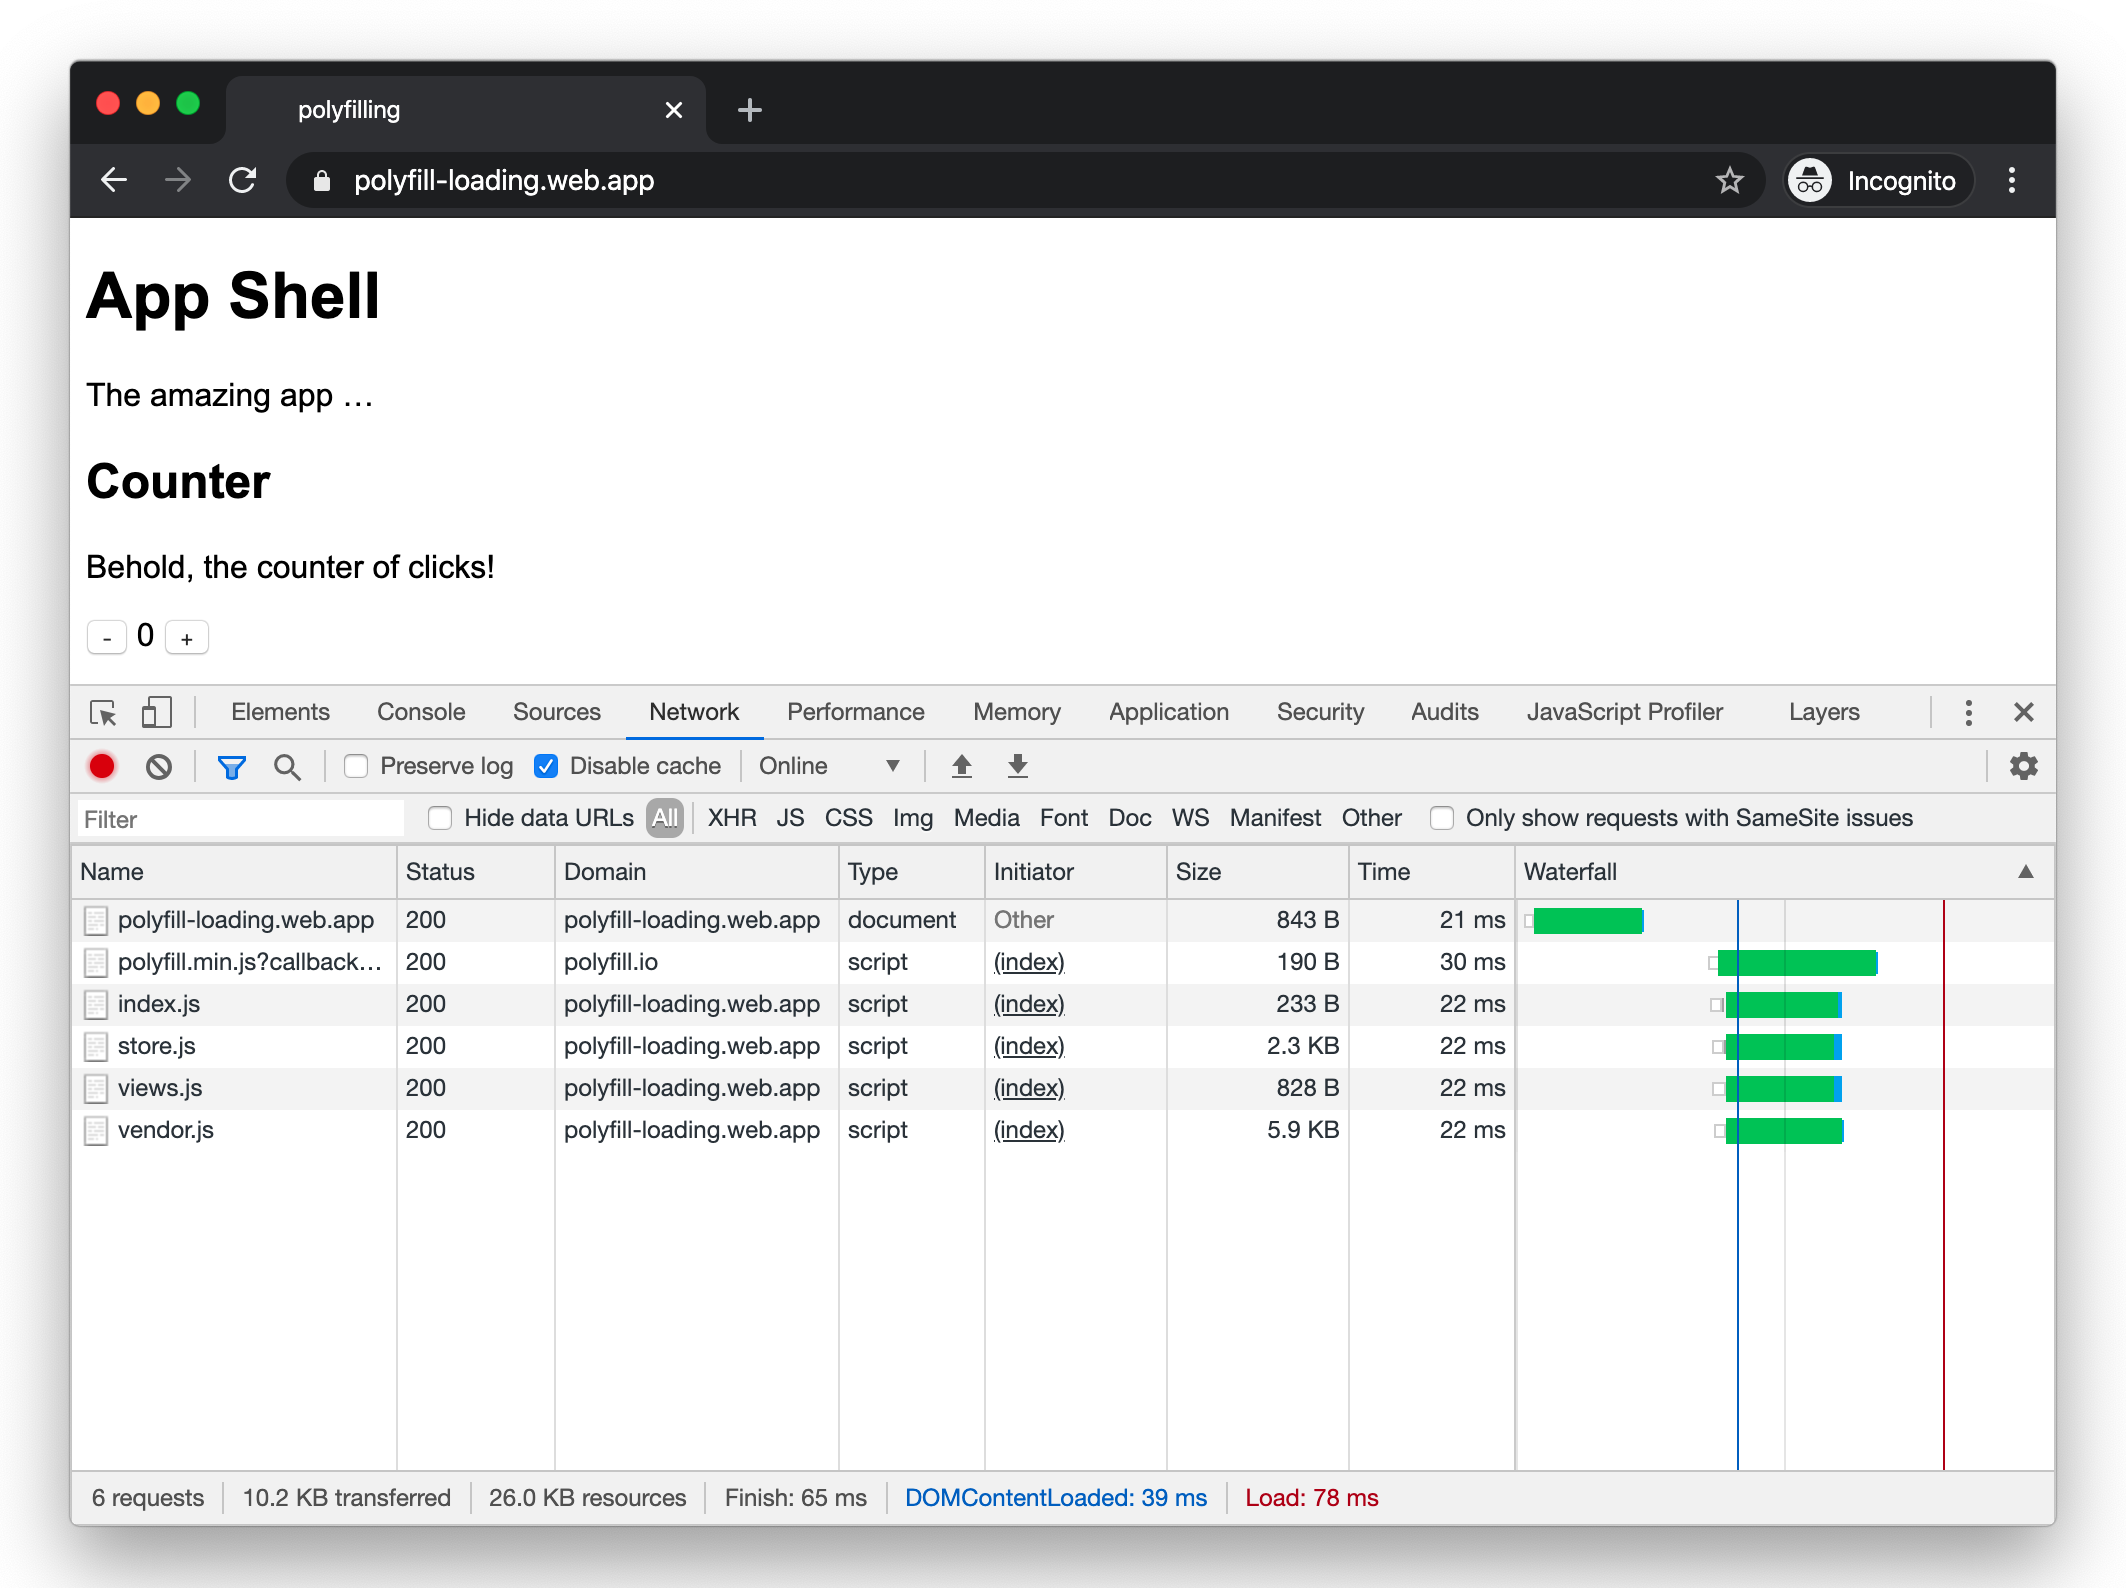 polyfilling
polyfill-loading.web.app
Incognito
App Shell
The amazing app …
Counter
Behold, the counter of clicks!
- 0 +
Elements Console Sources Network Performance Memory Application Security Audits JavaScript Profiler Layers
Preserve log Disable cache Online
Filter Hide data URLs All XHR JS CSS Img Media Font Doc WS Manifest Other Only show requests with SameSite issues
Name Status Domain Type Initiator Size Time Waterfall
polyfill-loading.web.app 200 polyfill-loading.web.app document Other 843 B 21 ms
polyfill.min.js?callback… 200 polyfill.io script (index) 190 B 30 ms
index.js 200 polyfill-loading.web.app script (index) 233 B 22 ms
store.js 200 polyfill-loading.web.app script (index) 2.3 KB 22 ms
views.js 200 polyfill-loading.web.app script (index) 828 B 22 ms
vendor.js 200 polyfill-loading.web.app script (index) 5.9 KB 22 ms
6 requests 10.2 KB transferred 26.0 KB resources Finish: 65 ms DOMContentLoaded: 39 ms Load: 78 ms